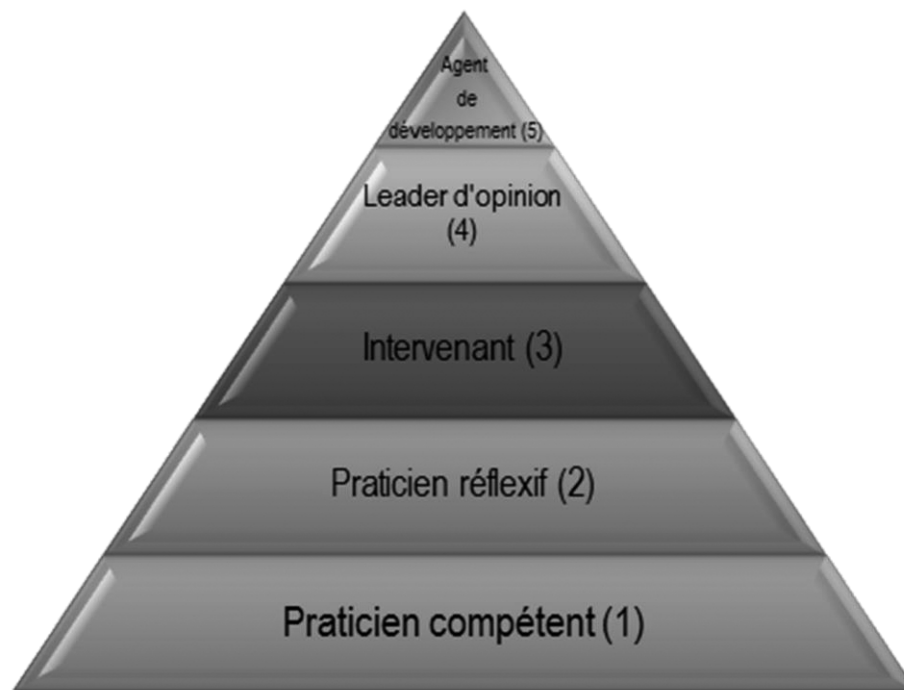 Agent
de
développement (5)
Leader d'opinion
(4)
Intervenant (3)
Praticien réflexif (2)
Praticien compétent (1)